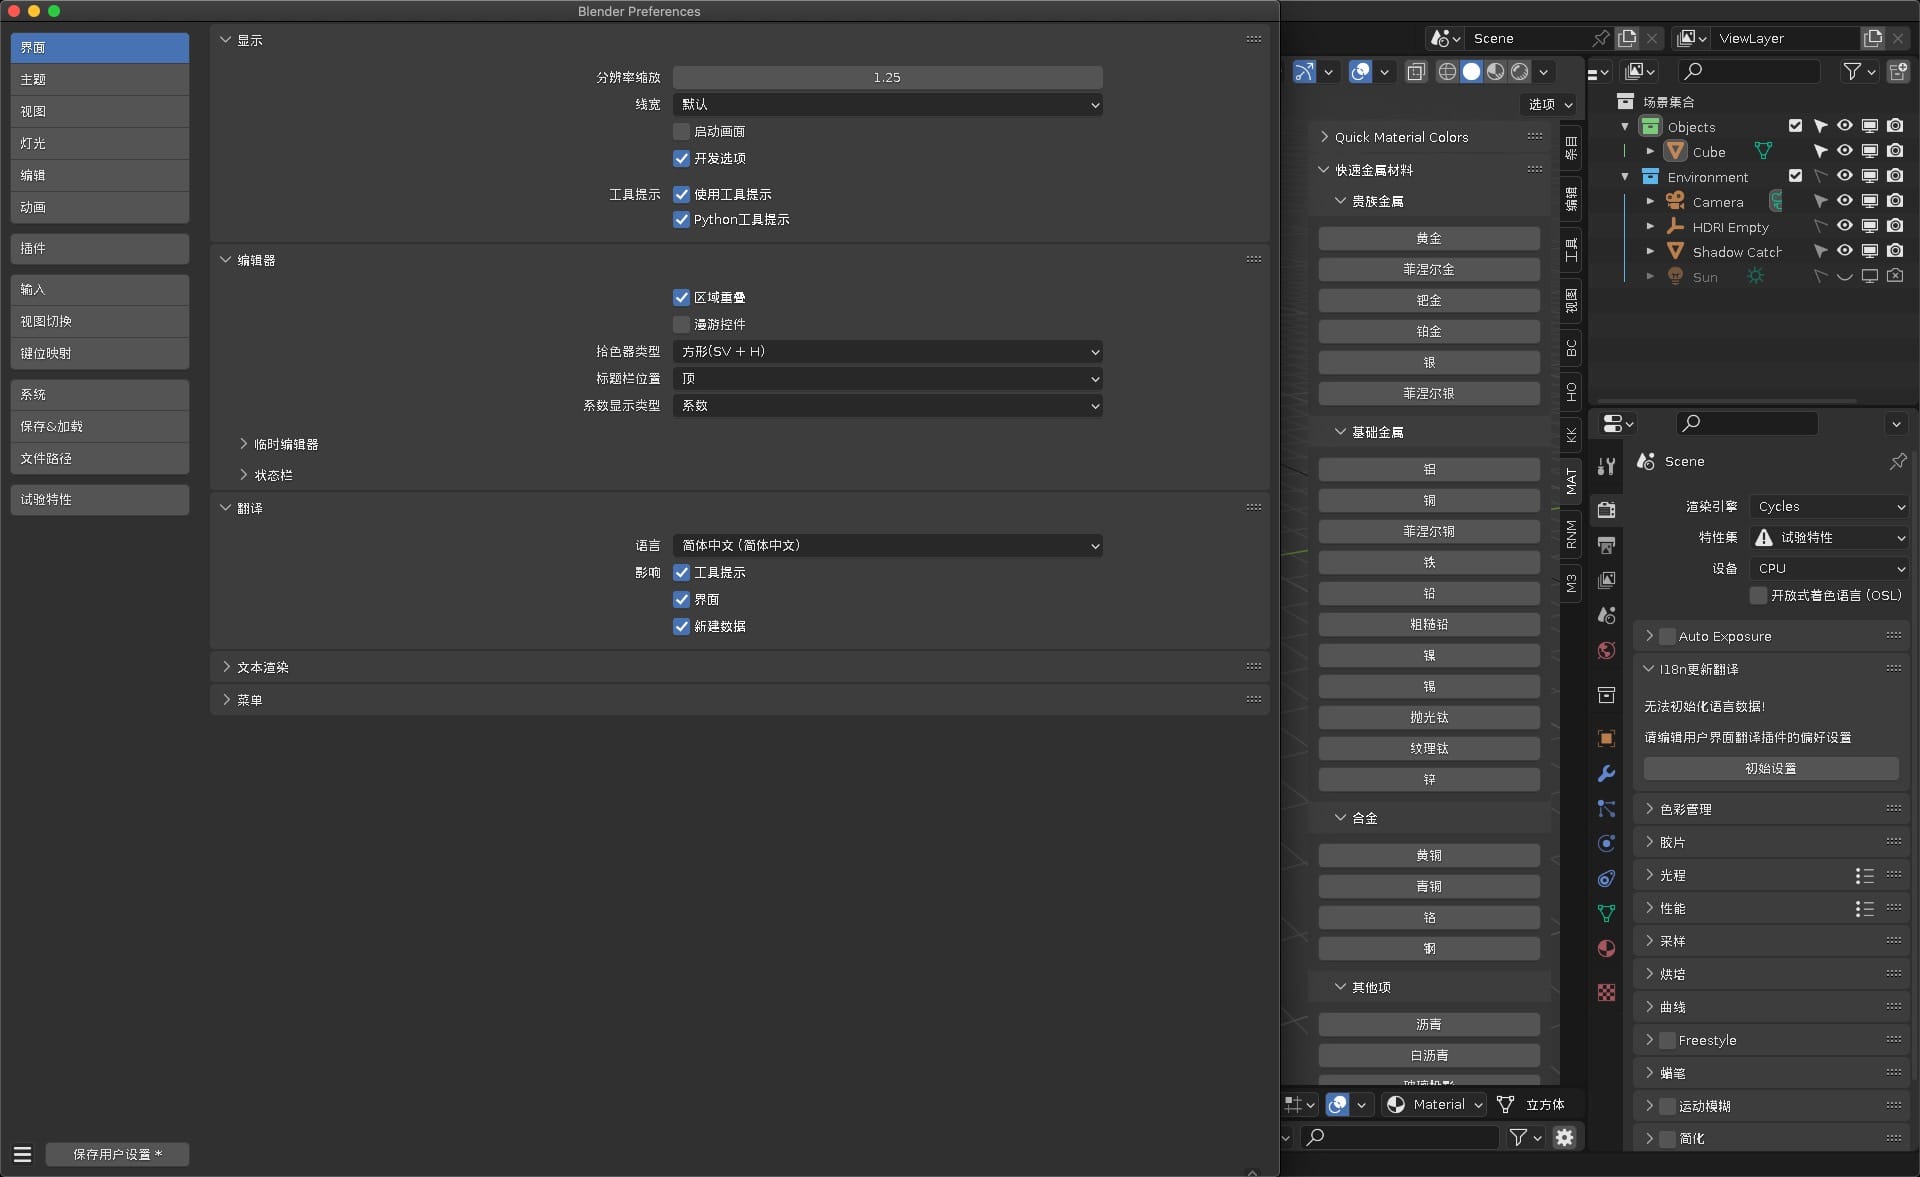 Blender Preferences
界面
主题
视图
灯光
编辑
动画
插件
输入
视图切换
键位映射
系统
保存&加载
文件路径
试验特性
保存用户设置 *
显示
分辨率缩放 1.25
线宽 默认
启动画面
开发选项
工具提示 使用工具提示
Python工具提示
编辑器
区域重叠
漫游控件
拾色器类型 方形(SV + H)
标题栏位置 顶
系数显示类型 系数
临时编辑器
状态栏
翻译
语言 简体中文 (简体中文)
影响 工具提示
界面
新建数据
文本渲染
菜单
选项
Quick Material Colors
快速金属材料
贵族金属
黄金
菲涅尔金
钯金
铂金
银
菲涅尔银
基础金属
铝
铜
菲涅尔铜
铁
铅
粗糙铅
镍
锡
抛光钛
纹理钛
锌
合金
黄铜
青铜
铬
钢
其他项
沥青
白沥青
条目
编辑
工具
视图
BC
HO
KK
MAT
RNM
M3
Material 立方体
Scene ViewLayer
场景集合
Objects
Cube
Environment
Camera
HDRI Empty
Shadow Catch
Sun
Scene
渲染引擎 Cycles
特性集 试验特性
设备 CPU
开放式着色语言 (OSL)
Auto Exposure
I18n更新翻译
无法初始化语言数据!
请编辑用户界面翻译插件的偏好设置
初始设置
色彩管理
胶片
光程
性能
采样
烘培
曲线
Freestyle
蜡笔
运动模糊
简化